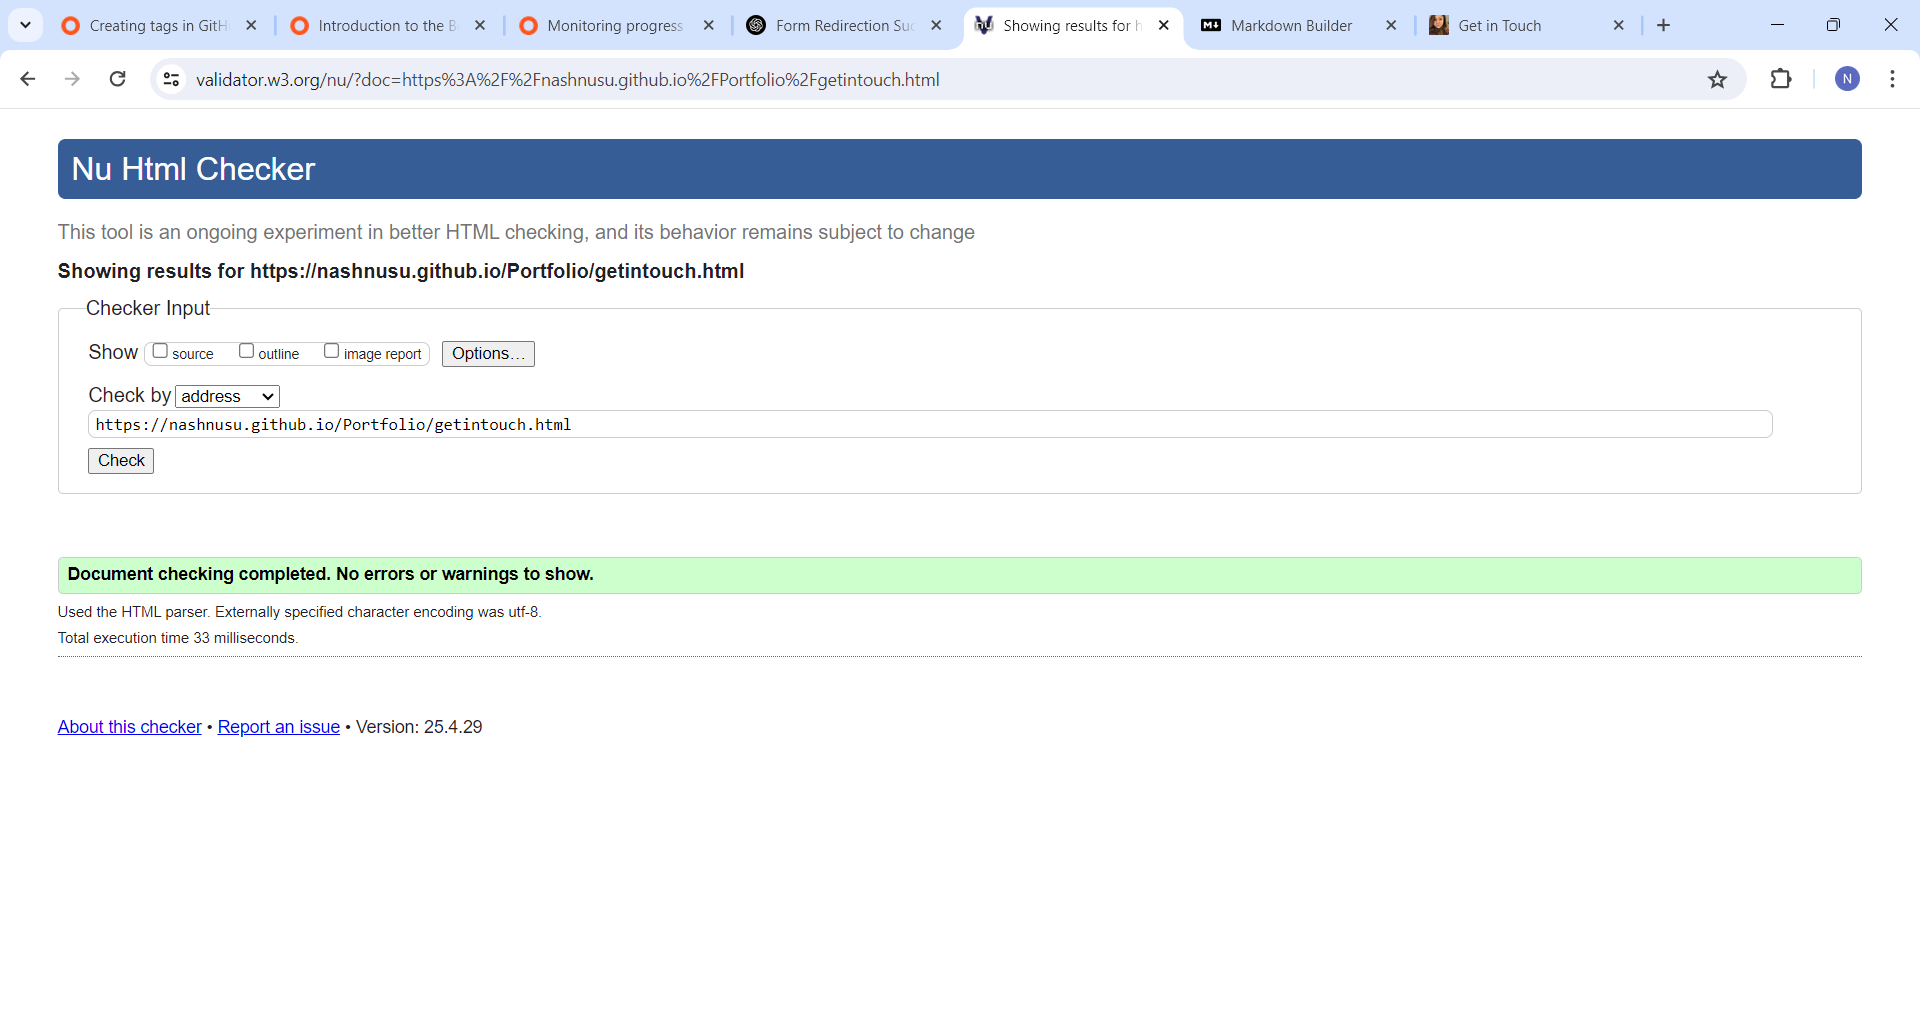 Creating tags in GitH
Introduction to the B
Monitoring progress
Form Redirection Suc
Showing results for h
Markdown Builder
Get in Touch
validator.w3.org/nu/?doc=https%3A%2F%2Fnashnusu.github.io%2FPortfolio%2Fgetintouch.html
N
Nu Html Checker
This tool is an ongoing experiment in better HTML checking, and its behavior remains subject to change
Showing results for https://nashnusu.github.io/Portfolio/getintouch.html
Checker Input
Show source outline image report Options...
Check by address
https://nashnusu.github.io/Portfolio/getintouch.html
Check
Document checking completed. No errors or warnings to show.
Used the HTML parser. Externally specified character encoding was utf-8.
Total execution time 33 milliseconds.
About this checker • Report an issue • Version: 25.4.29